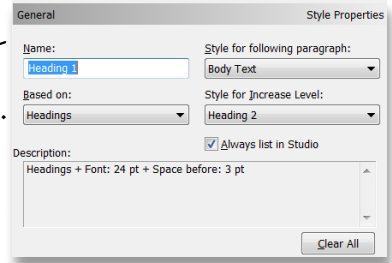 General Style Properties
Name: Style for following paragraph:
Heading 1 Body Text
Based on: Style for Increase Level:
Headings Heading 2
Always list in Studio
Description:
Headings + Font: 24 pt + Space before: 3 pt
Clear All